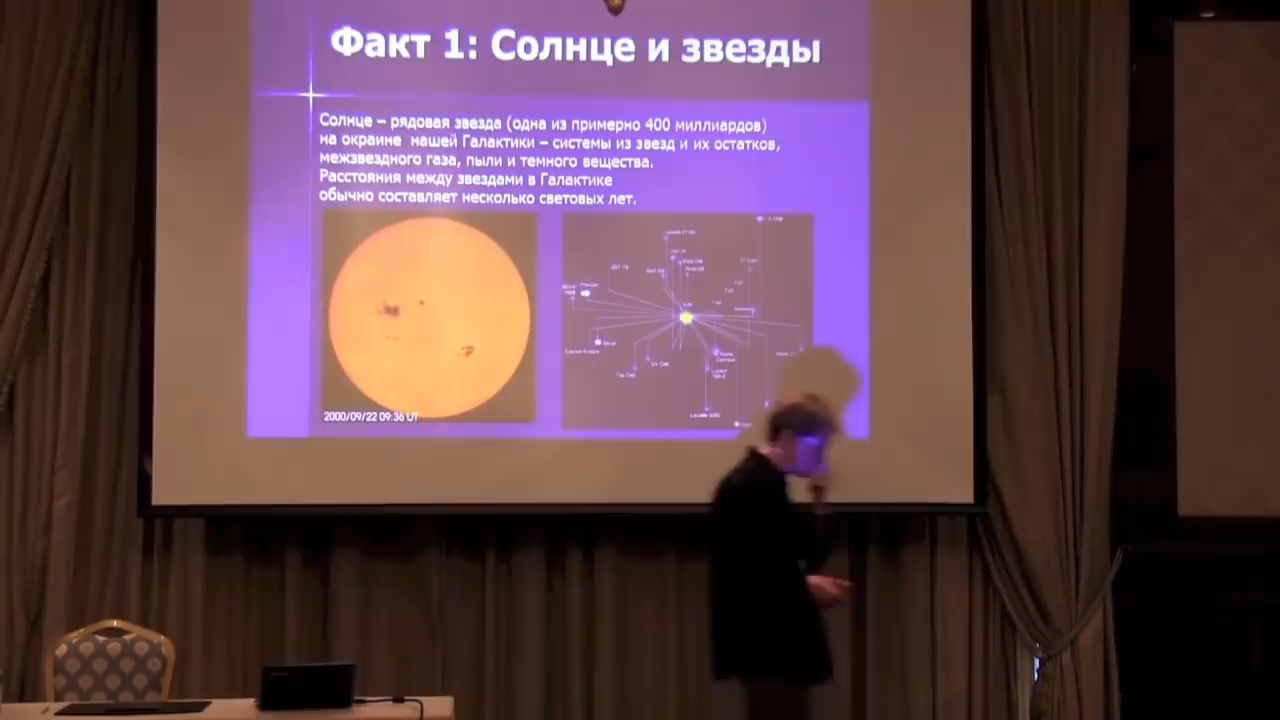 Факт 1: Солнце и звезды
Солнце – рядовая звезда (одна из примерно 400 миллиардов)
на окраине нашей Галактики – системы из звезд и их остатков,
межзвездного газа, пыли и темного вещества.
Расстояния между звездами в Галактике
обычно составляет несколько световых лет.
2000/09/22 09:36 UT